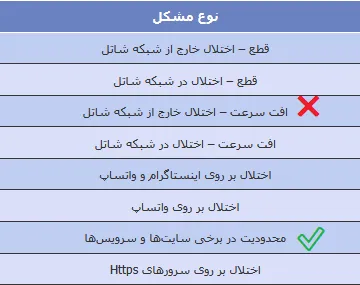 نوع مشکل
قطع – اختلال خارج از شبکه شاتل
قطع – اختلال در شبکه شاتل
افت سرعت – اختلال خارج از شبکه شاتل
افت سرعت – اختلال در شبکه شاتل
اختلال بر روی اینستاگرام و واتساپ
اختلال بر روی واتساپ
محدودیت در برخی سایت‌ها و سرویس‌ها
اختلال بر روی سرورهای Https